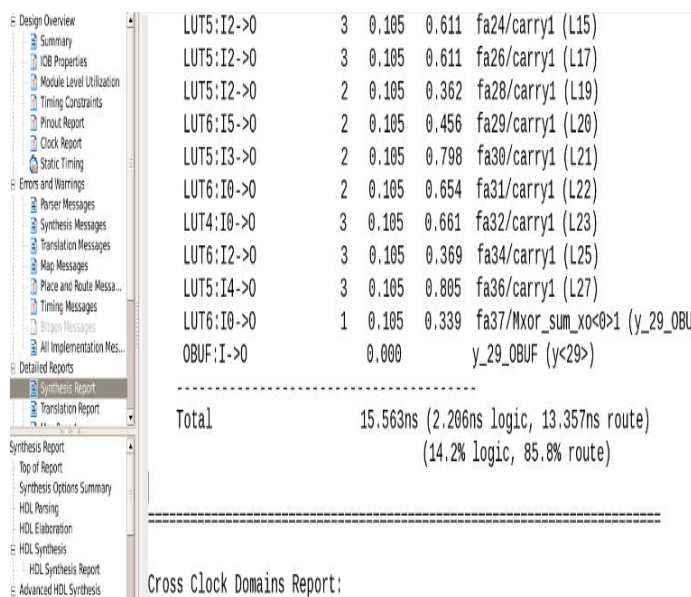 Design Overview
Summary
IOB Properties
Module Level Utilization
Timing Constraints
Pinout Report
Clock Report
Static Timing
Errors and Warnings
Parser Messages
Synthesis Messages
Translation Messages
Map Messages
Place and Route Messa...
Timing Messages
Bitgen Messages
All Implementation Mes...
Detailed Reports
Synthesis Report
Translation Report
Synthesis Report
Top of Report
Synthesis Options Summary
HDL Parsing
HDL Elaboration
HDL Synthesis
HDL Synthesis Report
Advanced HDL Synthesis
LUT5:I2->O 3 0.105 0.611 fa24/carry1 (L15)
LUT5:I2->O 3 0.105 0.611 fa26/carry1 (L17)
LUT5:I2->O 2 0.105 0.362 fa28/carry1 (L19)
LUT6:I5->O 2 0.105 0.456 fa29/carry1 (L20)
LUT5:I3->O 2 0.105 0.798 fa30/carry1 (L21)
LUT6:I0->O 2 0.105 0.654 fa31/carry1 (L22)
LUT4:I0->O 3 0.105 0.661 fa32/carry1 (L23)
LUT6:I2->O 3 0.105 0.369 fa34/carry1 (L25)
LUT5:I4->O 3 0.105 0.805 fa36/carry1 (L27)
LUT6:I0->O 1 0.105 0.339 fa37/Mxor_sum_xo<0>1 (y_29_OBU
OBUF:I->O 0.000 y_29_OBUF (y<29>)
----------------------------------------
Total 15.563ns (2.206ns logic, 13.357ns route)
(14.2% logic, 85.8% route)
=========================================================================
Cross Clock Domains Report: